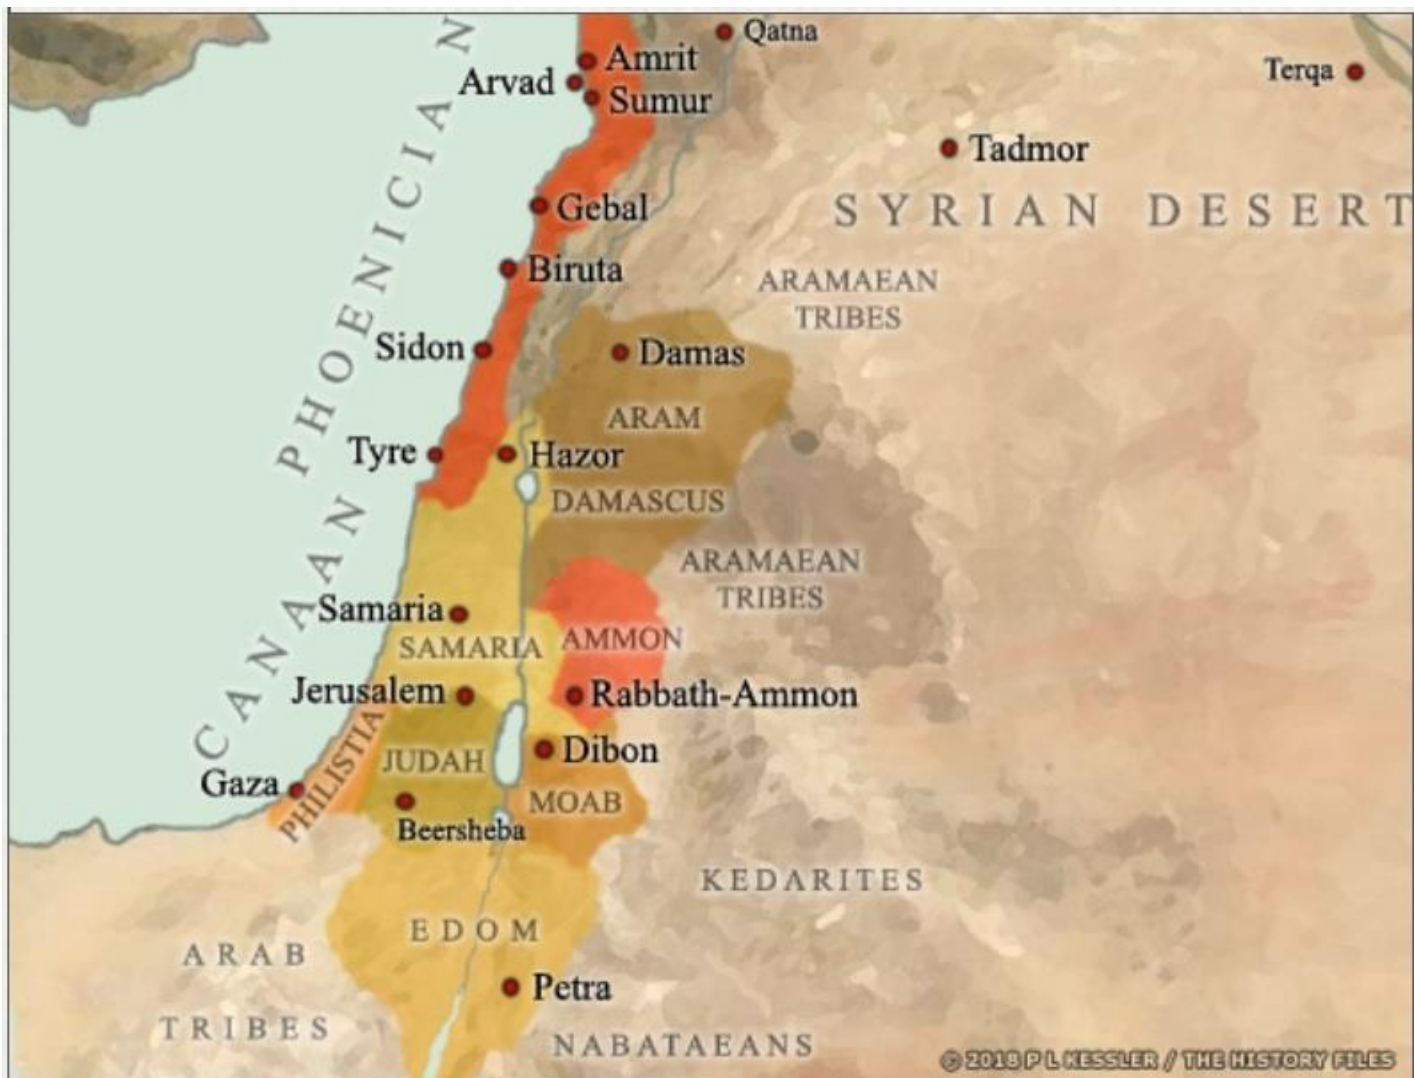 Qatna
Amrit
Terqa
Arvad
Sumur
Tadmor
Gebal
SYRIAN DESERT
Biruta
ARAMAEAN
TRIBES
CANAAN PHOENICIAN
Sidon
Damas
ARAM
Tyre
Hazor
DAMASCUS
ARAMAEAN
TRIBES
Samaria
SAMARIA
AMMON
Jerusalem
Rabbath-Ammon
PHILISTIA
Dibon
JUDAH
Gaza
MOAB
Beersheba
KEDARITES
EDOM
ARAB
TRIBES
Petra
NABATAEANS
© 2018 P L KESSLER / THE HISTORY FILES